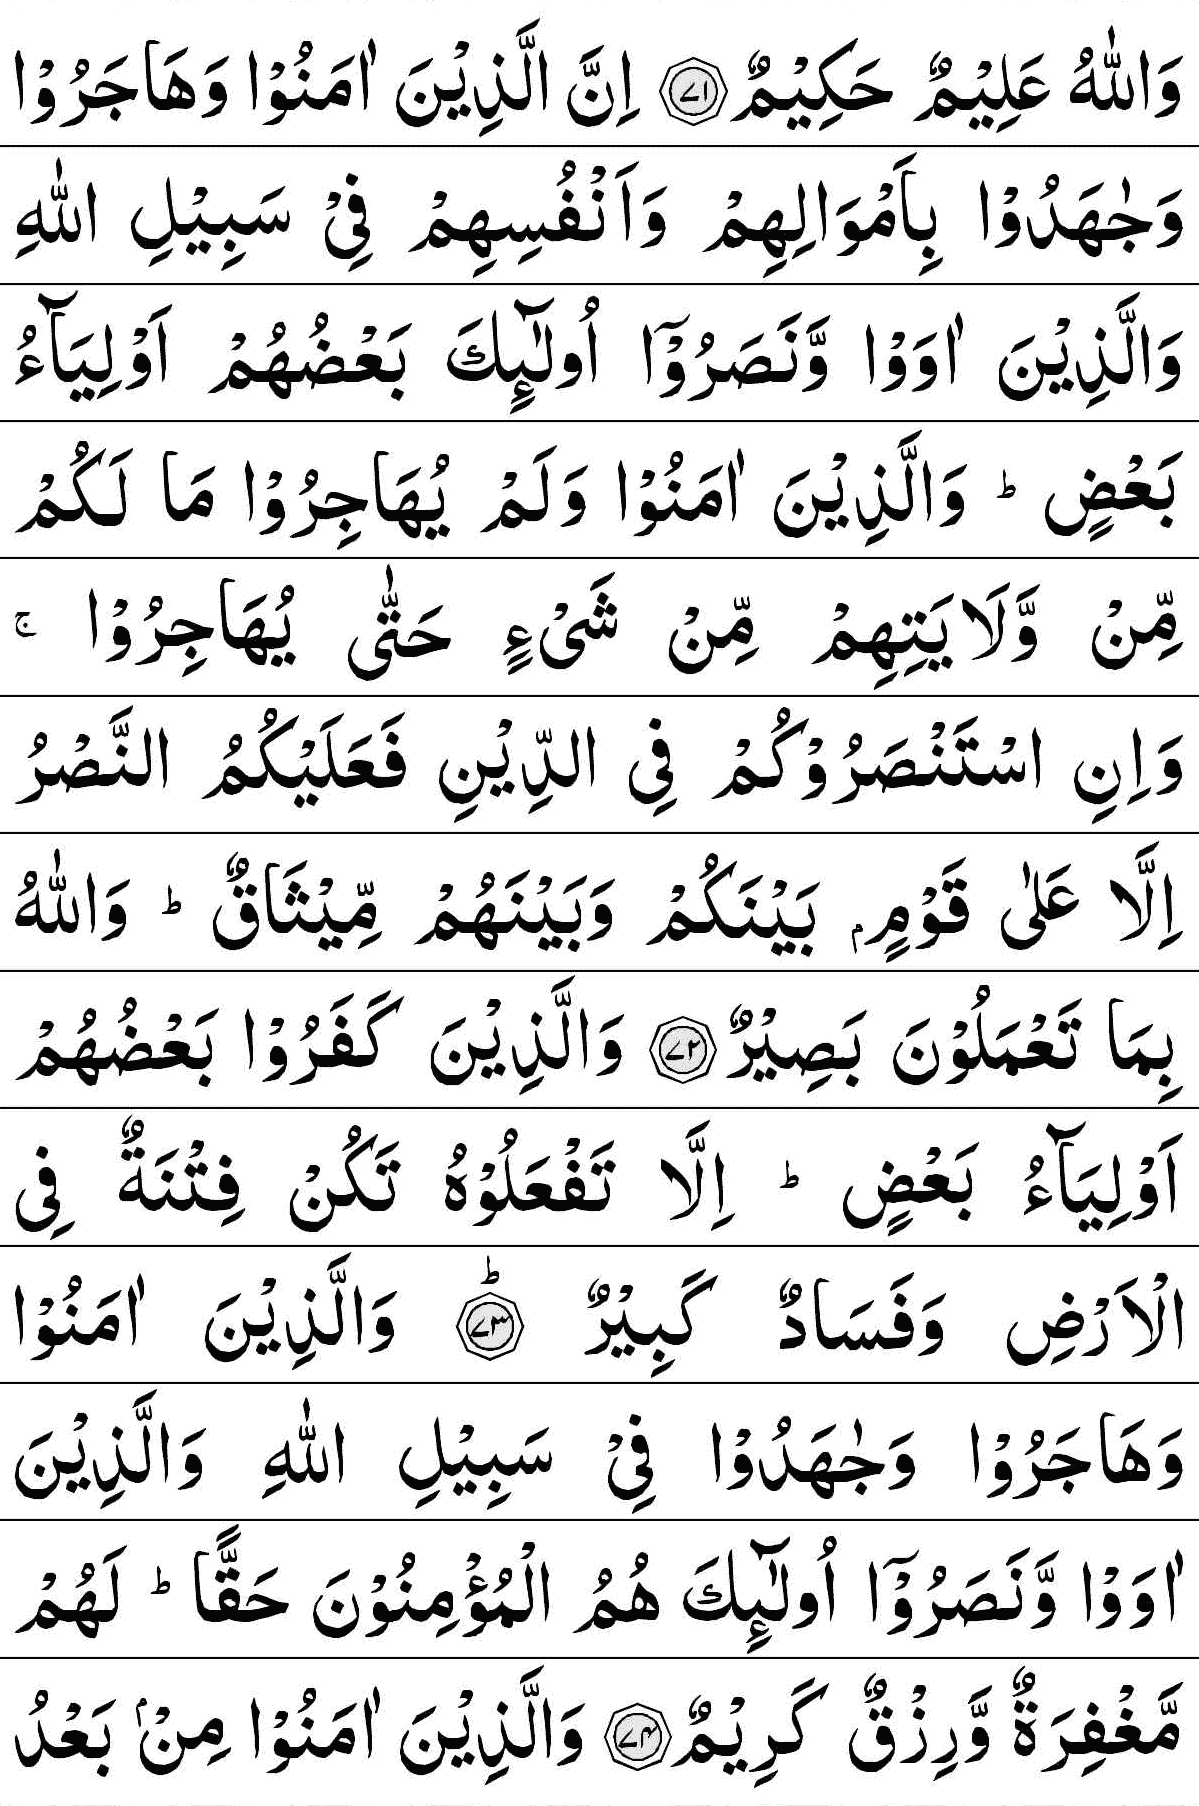 وَاللّٰهُ عَلِيْمٌ حَكِيْمٌ ۝٧١ اِنَّ الَّذِيْنَ اٰمَنُوْا وَهَاجَرُوْا
وَجٰهَدُوْا بِاَمْوَالِهِمْ وَاَنْفُسِهِمْ فِيْ سَبِيْلِ اللّٰهِ
وَالَّذِيْنَ اٰوَوْا وَّنَصَرُوْۤا اُولٰٓئِكَ بَعْضُهُمْ اَوْلِيَآءُ
بَعْضٍ ؕ وَالَّذِيْنَ اٰمَنُوْا وَلَمْ يُهَاجِرُوْا مَا لَكُمْ
مِّنْ وَّلَايَتِهِمْ مِّنْ شَيْءٍ حَتّٰى يُهَاجِرُوْا ۚ
وَاِنِ اسْتَنْصَرُوْكُمْ فِي الدِّيْنِ فَعَلَيْكُمُ النَّصْرُ
اِلَّا عَلٰى قَوْمٍۭ بَيْنَكُمْ وَبَيْنَهُمْ مِّيْثَاقٌ ؕ وَاللّٰهُ
بِمَا تَعْمَلُوْنَ بَصِيْرٌ ۝٧٢ وَالَّذِيْنَ كَفَرُوْا بَعْضُهُمْ
اَوْلِيَآءُ بَعْضٍ ؕ اِلَّا تَفْعَلُوْهُ تَكُنْ فِتْنَةٌ فِي
الْاَرْضِ وَفَسَادٌ كَبِيْرٌ ؕ۝٧٣ وَالَّذِيْنَ اٰمَنُوْا
وَهَاجَرُوْا وَجٰهَدُوْا فِيْ سَبِيْلِ اللّٰهِ وَالَّذِيْنَ
اٰوَوْا وَّنَصَرُوْۤا اُولٰٓئِكَ هُمُ الْمُؤْمِنُوْنَ حَقًّا ؕ لَهُمْ
مَّغْفِرَةٌ وَّرِزْقٌ كَرِيْمٌ ۝٧٤ وَالَّذِيْنَ اٰمَنُوْا مِنْۢ بَعْدُ